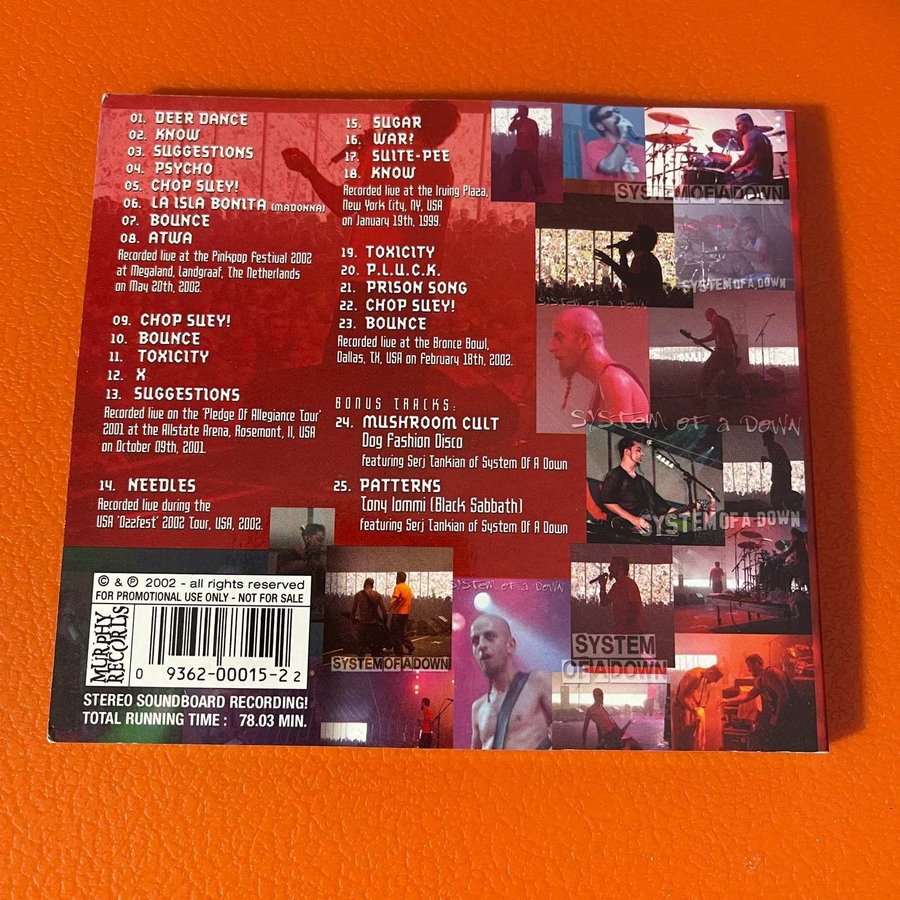 01. DEER DANCE
02. KNOW
03. SUGGESTIONS
04. PSYCHO
05. CHOP SUEY!
06. LA ISLA BONITA (MADONNA)
07. BOUNCE
08. ATWA
Recorded live at the Pinkpop Festival 2002
at Megaland, Landgraaf, The Netherlands
on May 20th, 2002.
09. CHOP SUEY!
10. BOUNCE
11. TOXICITY
12. X
13. SUGGESTIONS
Recorded live on the 'Pledge Of Allegiance Tour'
2001 at the Allstate Arena, Rosemont, Il, USA
on October 09th, 2001.
14. NEEDLES
Recorded live during the
USA 'Ozzfest' 2002 Tour, USA, 2002.
15. SUGAR
16. WAR?
17. SUITE-PEE
18. KNOW
Recorded live at the Irving Plaza,
New York City, NY, USA
on January 19th, 1999.
19. TOXICITY
20. P.L.U.C.K.
21. PRISON SONG
22. CHOP SUEY!
23. BOUNCE
Recorded live at the Bronce Bowl,
Dallas, TX, USA on February 18th, 2002.
BONUS TRACKS:
24. MUSHROOM CULT
Dog Fashion Disco
featuring Serj Tankian of System Of A Down
25. PATTERNS
Tony Iommi (Black Sabbath)
featuring Serj Tankian of System Of A Down
SYSTEM OF A DOWN
SYSTEM OF A DOWN
SYSTEM OF A DOWN
SYSTEM OF A DOWN
SYSTEM OF A DOWN
SYSTEM OF A DOWN
SYSTEM OF A DOWN
SYSTEM
OF A DOWN
© & ℗ 2002 - all rights reserved
FOR PROMOTIONAL USE ONLY - NOT FOR SALE
MÜRPHY
RECORDS
0 9362-00015-2 2
STEREO SOUNDBOARD RECORDING!
TOTAL RUNNING TIME : 78.03 MIN.